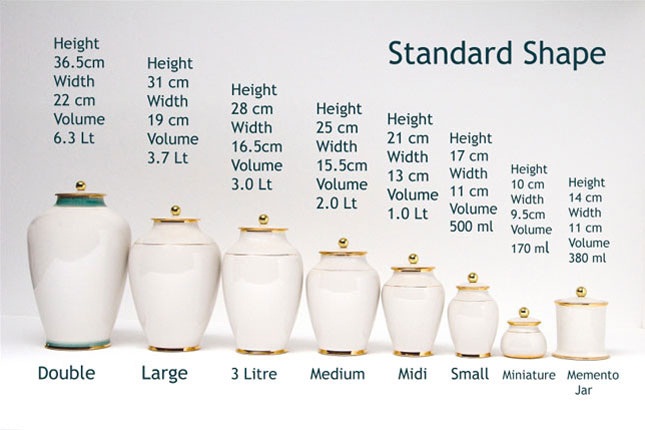 Standard Shape
Height
36.5cm
Width
22 cm
Volume
6.3 Lt
Height
31 cm
Width
19 cm
Volume
3.7 Lt
Height
28 cm
Width
16.5cm
Volume
3.0 Lt
Height
25 cm
Width
15.5cm
Volume
2.0 Lt
Height
21 cm
Width
13 cm
Volume
1.0 Lt
Height
17 cm
Width
11 cm
Volume
500 ml
Height
10 cm
Width
9.5cm
Volume
170 ml
Height
14 cm
Width
11 cm
Volume
380 ml
Double
Large
3 Litre
Medium
Midi
Small
Miniature
Memento
Jar